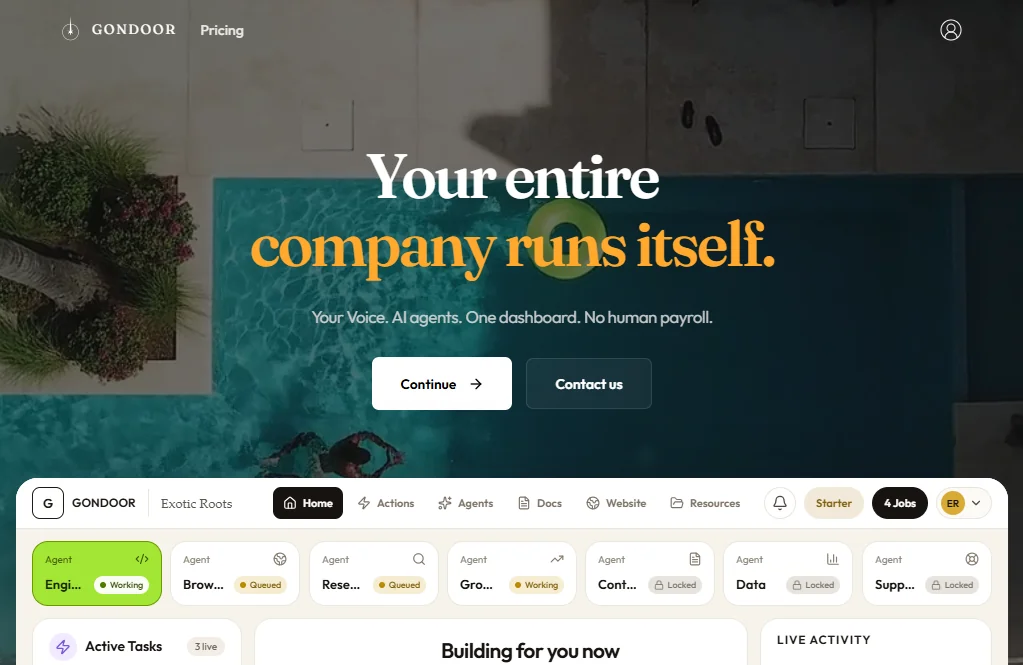 GONDOOR Pricing
Your entire
company runs itself.
Your Voice. AI agents. One dashboard. No human payroll.
Continue Contact us
G GONDOOR Exotic Roots Home Actions Agents Docs Website Resources Starter 4 Jobs ER
Agent Agent Agent Agent Agent Agent Agent
Engi... Working Brow... Queued Rese... Queued Gro... Working Cont... Locked Data Locked Supp... Locked
Active Tasks 3 live Building for you now LIVE ACTIVITY